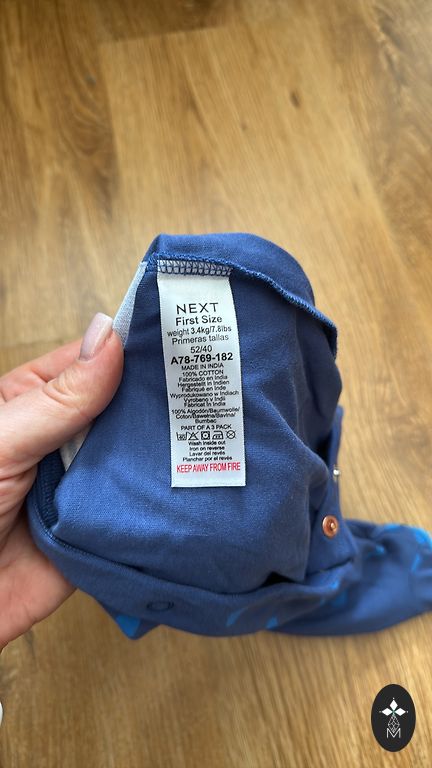 NEXT
First Size
weight 3.4kg/7.8lbs
Primeras tallas
52/40
A78-769-182
MADE IN INDIA
100% COTTON
Fabricado en India
Hergestellt in Indien
Fabriqué en Inde
Wyprodukowano w Indiach
Vyrobeno v Indii
Fabricat în India
100% Algodón/Baumwolle/
Coton/Bawełna/Bavlna/
Bumbac
PART OF A 3 PACK
Wash inside out
Iron on reverse
Lavar del revés
Planchar por el revés
KEEP AWAY FROM FIRE
M